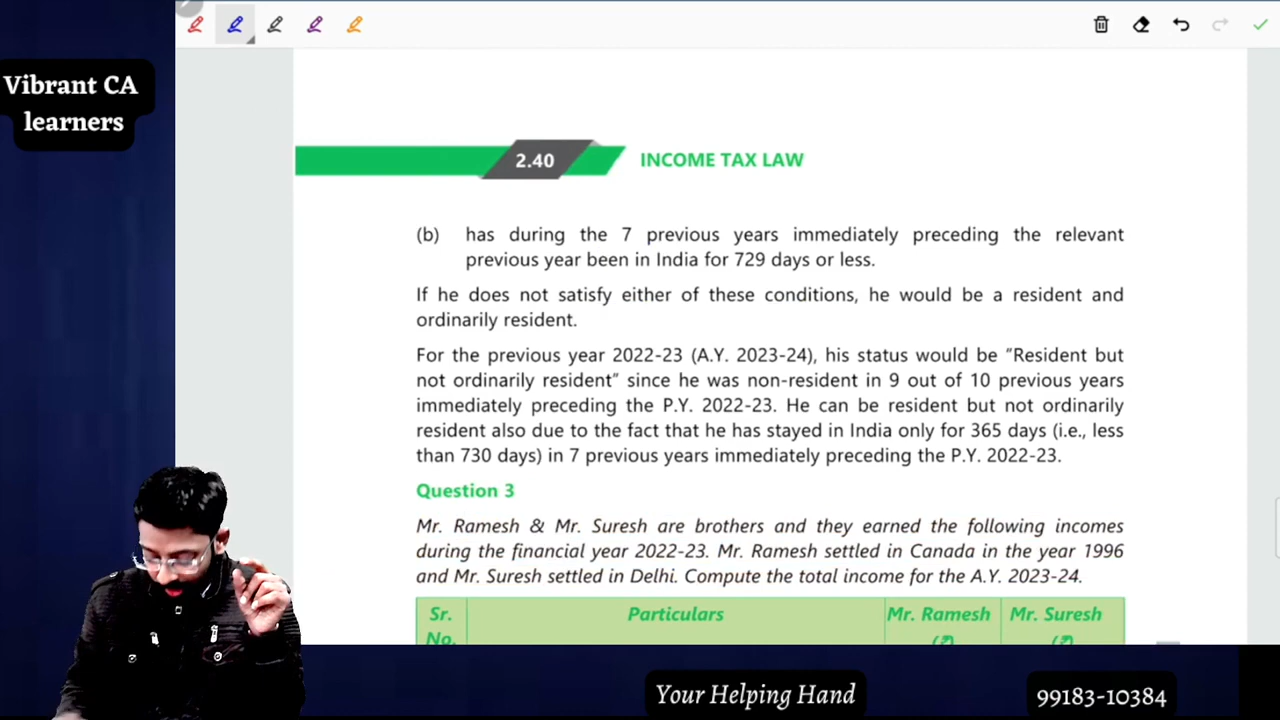 Vibrant CA
learners
2.40 INCOME TAX LAW
(b) has during the 7 previous years immediately preceding the relevant
previous year been in India for 729 days or less.
If he does not satisfy either of these conditions, he would be a resident and
ordinarily resident.
For the previous year 2022-23 (A.Y. 2023-24), his status would be “Resident but
not ordinarily resident” since he was non-resident in 9 out of 10 previous years
immediately preceding the P.Y. 2022-23. He can be resident but not ordinarily
resident also due to the fact that he has stayed in India only for 365 days (i.e., less
than 730 days) in 7 previous years immediately preceding the P.Y. 2022-23.
Question 3
Mr. Ramesh & Mr. Suresh are brothers and they earned the following incomes
during the financial year 2022-23. Mr. Ramesh settled in Canada in the year 1996
and Mr. Suresh settled in Delhi. Compute the total income for the A.Y. 2023-24.
Sr. Particulars Mr. Ramesh Mr. Suresh
No. (₹) (₹)
Your Helping Hand
99183-10384